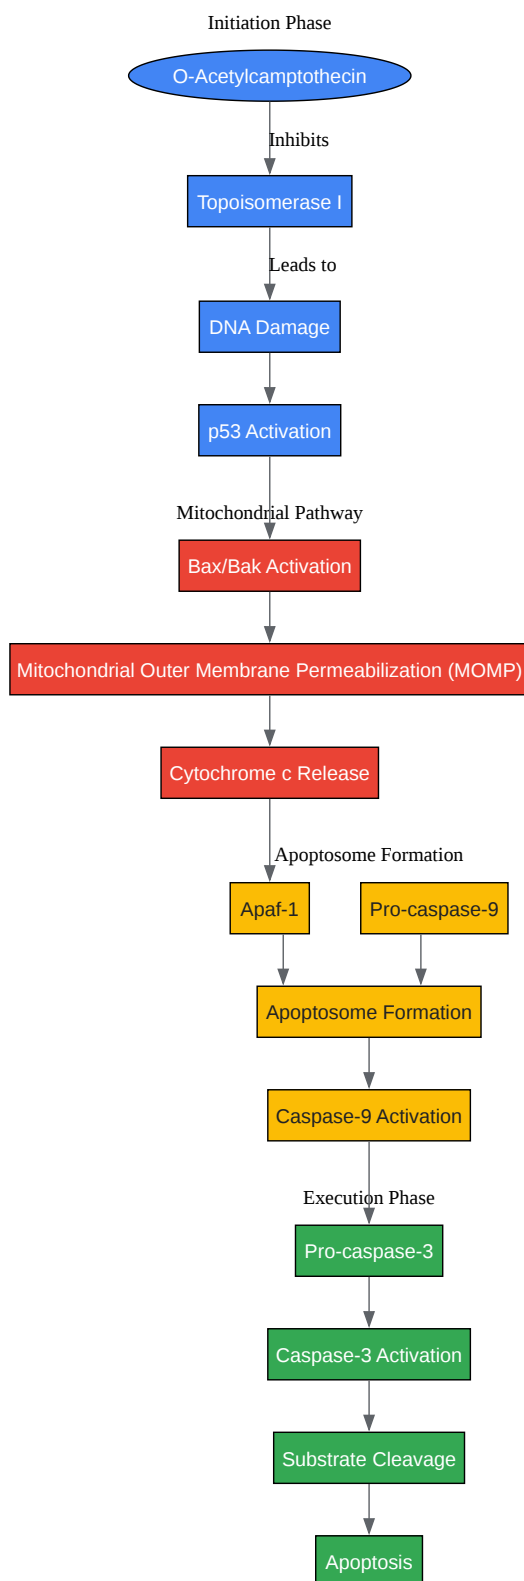 Initiation Phase
O-Acetylcamptothecin
Inhibits
Topoisomerase I
Leads to
DNA Damage
p53 Activation
Mitochondrial Pathway
Bax/Bak Activation
Mitochondrial Outer Membrane Permeabilization (MOMP)
Cytochrome c Release
Apoptosome Formation
Apaf-1
Pro-caspase-9
Apoptosome Formation
Caspase-9 Activation
Execution Phase
Pro-caspase-3
Caspase-3 Activation
Substrate Cleavage
Apoptosis